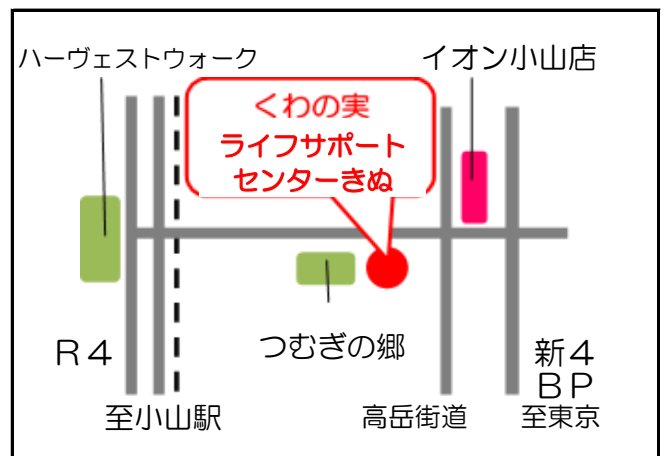 ハーヴェストウォーク
イオン小山店
くわの実
ライフサポート
センターきぬ
つむぎの郷
Ｒ４
新４
ＢＰ
至小山駅
高岳街道
至東京